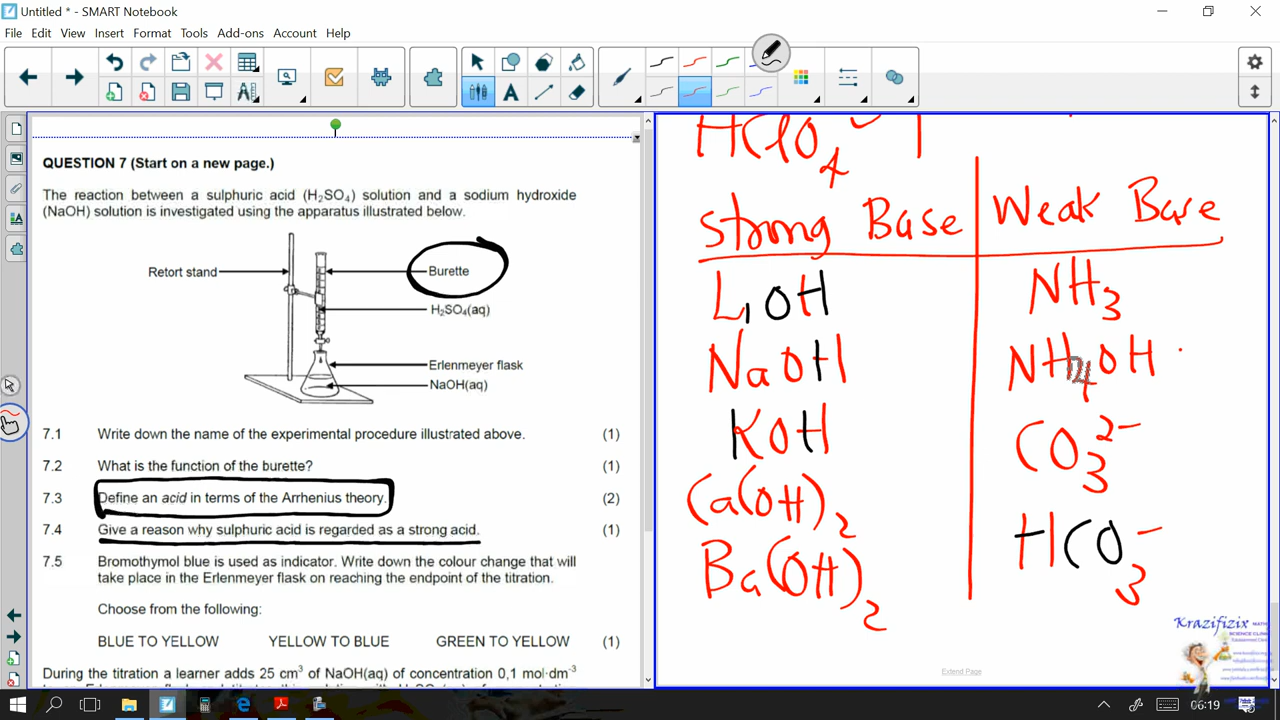 Untitled * - SMART Notebook
File Edit View Insert Format Tools Add-ons Account Help
QUESTION 7 (Start on a new page.)
The reaction between a sulphuric acid (H₂SO₄) solution and a sodium hydroxide
(NaOH) solution is investigated using the apparatus illustrated below.
Retort stand
Burette
H₂SO₄(aq)
Erlenmeyer flask
NaOH(aq)
7.1 Write down the name of the experimental procedure illustrated above. (1)
7.2 What is the function of the burette? (1)
7.3 Define an acid in terms of the Arrhenius theory. (2)
7.4 Give a reason why sulphuric acid is regarded as a strong acid. (1)
7.5 Bromothymol blue is used as indicator. Write down the colour change that will
take place in the Erlenmeyer flask on reaching the endpoint of the titration.
Choose from the following:
BLUE TO YELLOW YELLOW TO BLUE GREEN TO YELLOW (1)
During the titration a learner adds 25 cm³ of NaOH(aq) of concentration 0,1 mol·dm⁻³
HClO₄
strong Base Weak Base
LiOH NH₃
NaOH NH₄OH
KOH CO₃²⁻
Ca(OH)₂ HCO₃⁻
Ba(OH)₂
Krazifizix MATH
SCIENCE CLINIC
Extend Page
06:19